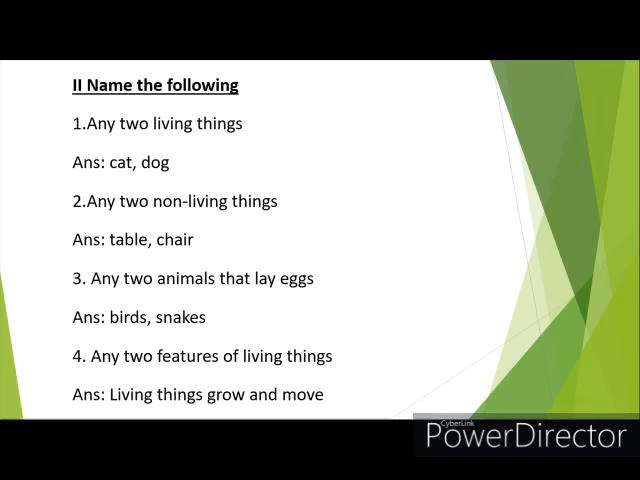 II Name the following
1.Any two living things
Ans: cat, dog
2.Any two non-living things
Ans: table, chair
3. Any two animals that lay eggs
Ans: birds, snakes
4. Any two features of living things
Ans: Living things grow and move
CyberLink
PowerDirector